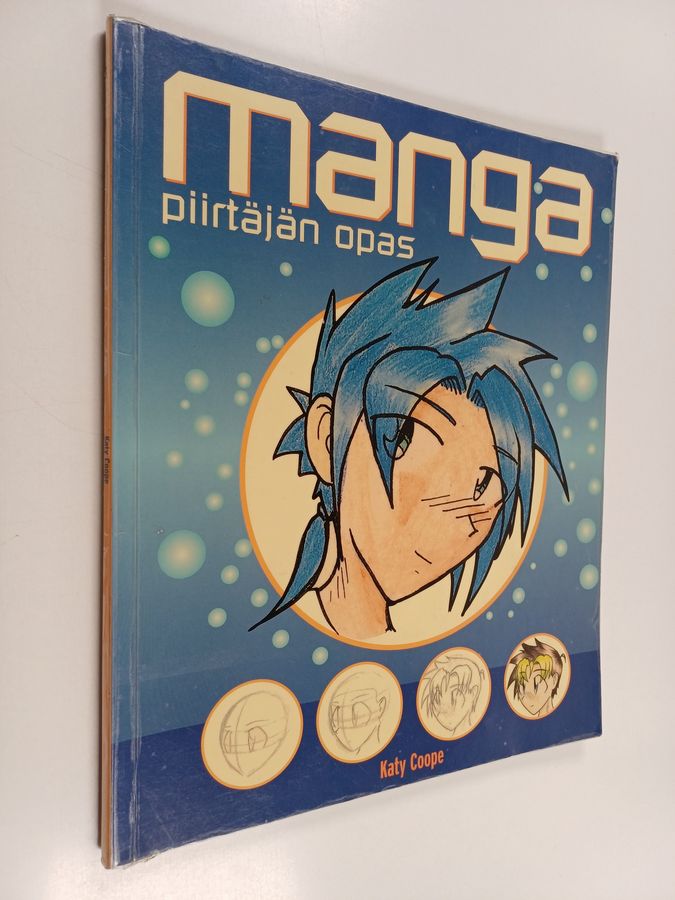 manga
piirtäjän opas
Katy Coope
Katy Coope